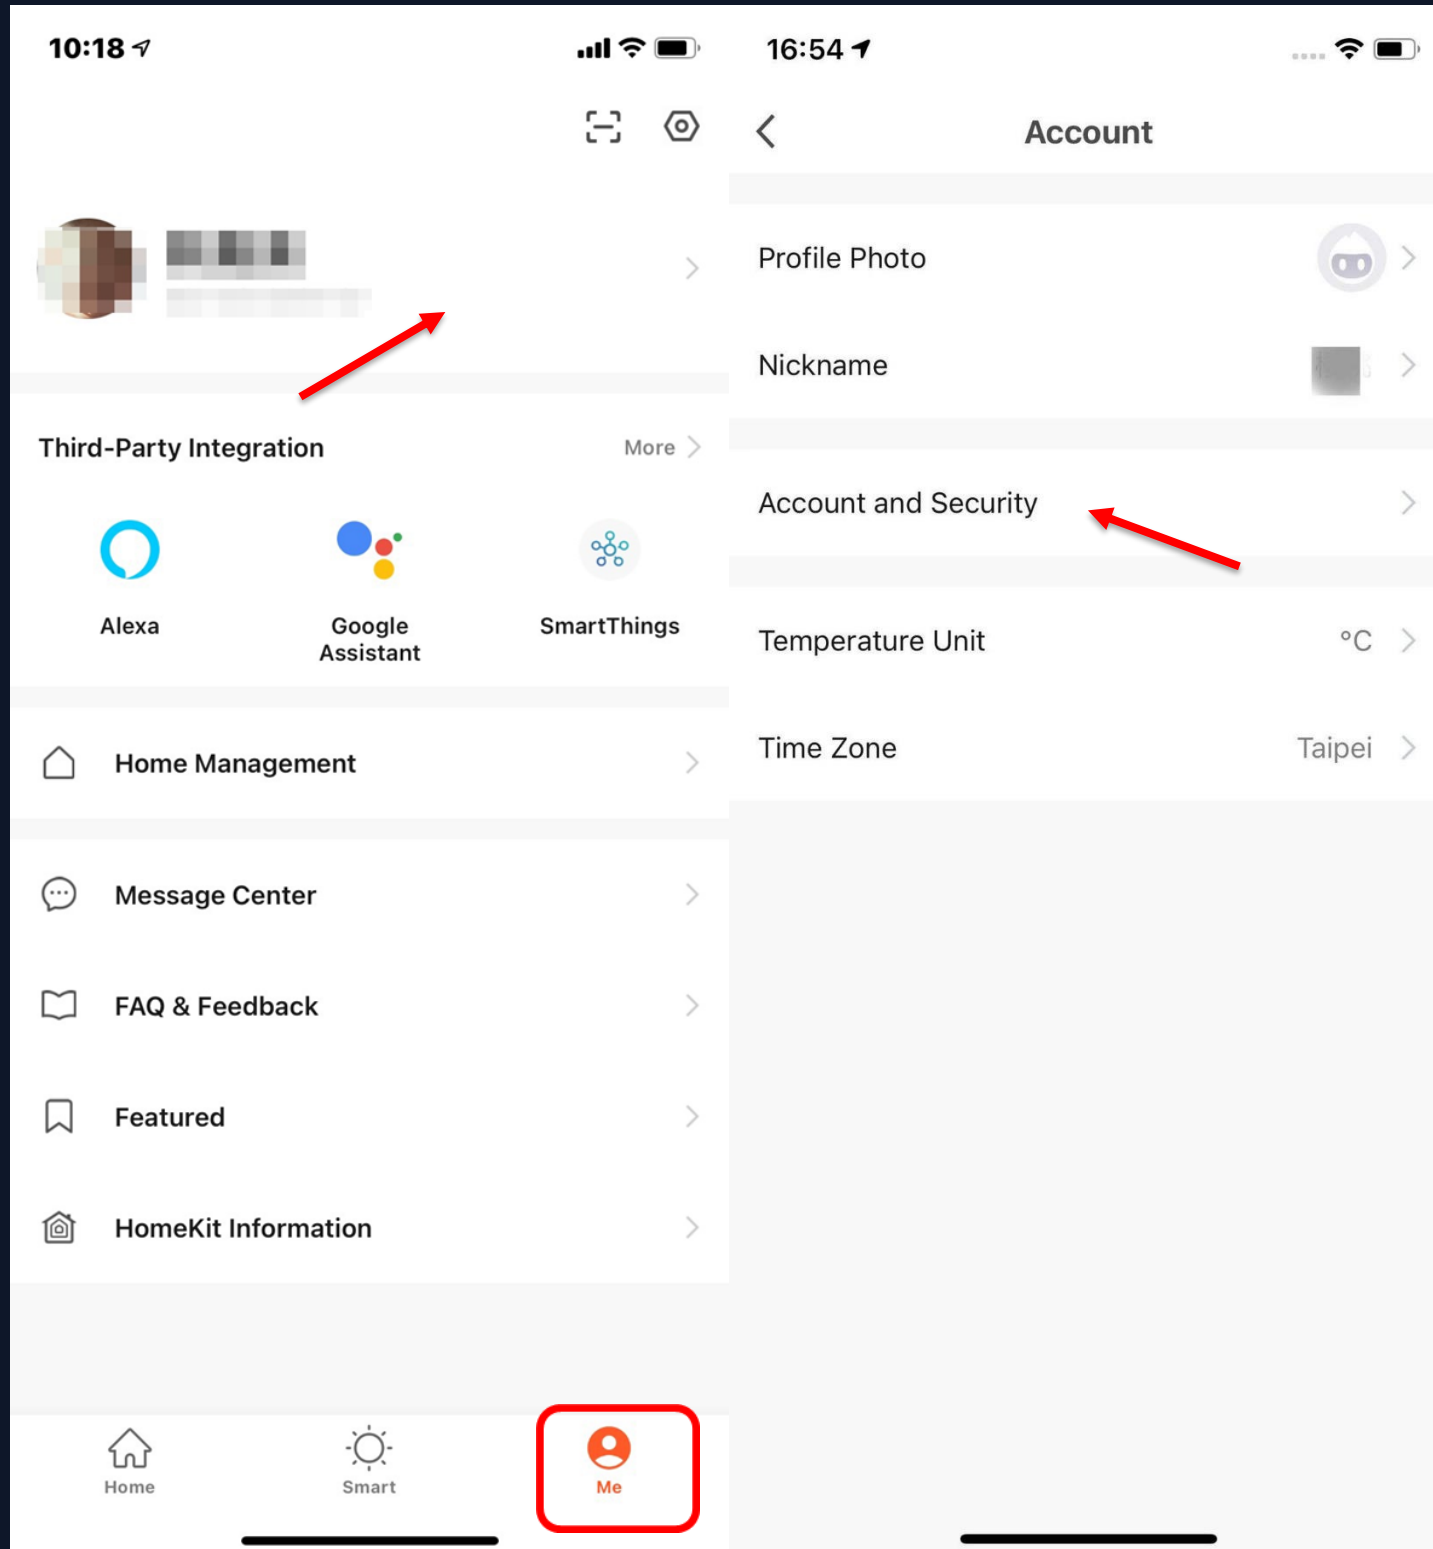 10:18
Third-Party Integration
More
Alexa
Google
Assistant
SmartThings
Home Management
Message Center
FAQ & Feedback
Featured
HomeKit Information
Home
Smart
Me
16:54
Account
Profile Photo
Nickname
Account and Security
Temperature Unit
°C
Time Zone
Taipei